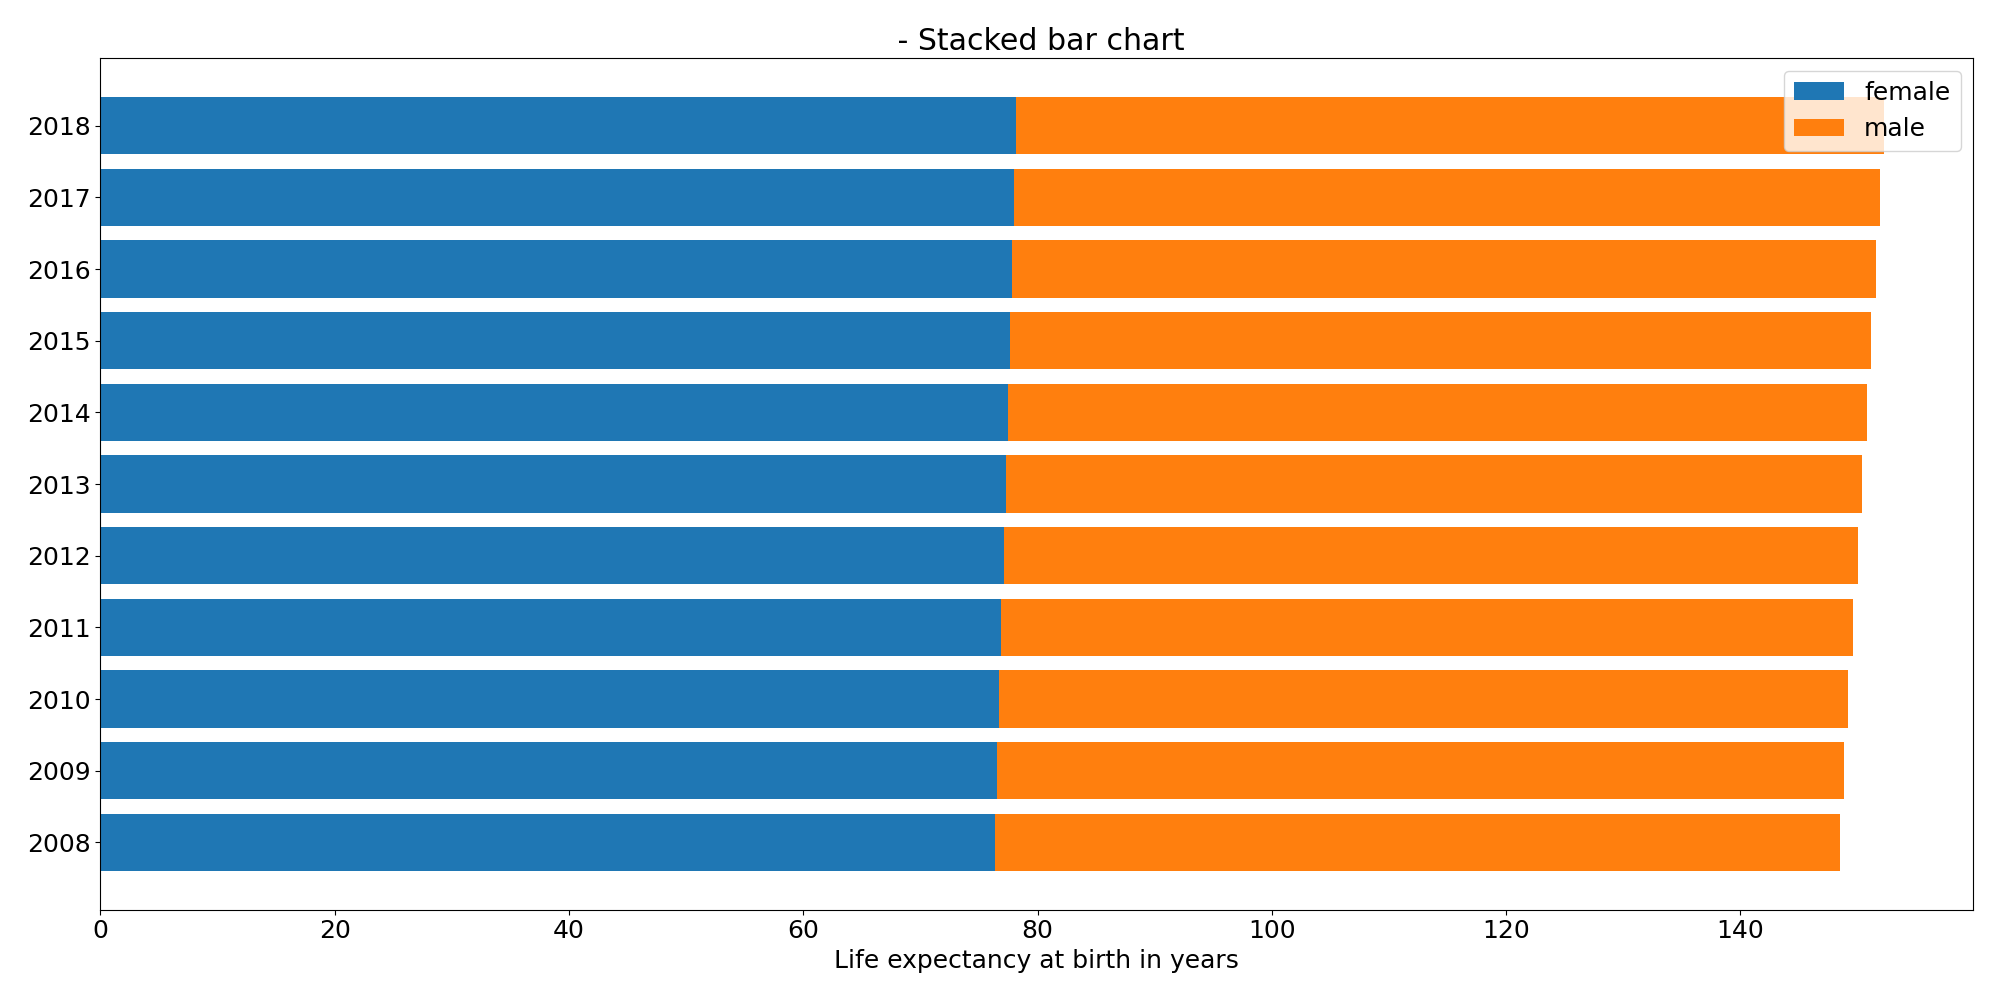 - Stacked bar chart
female
male
2018
2017
2016
2015
2014
2013
2012
2011
2010
2009
2008
0 20 40 60 80 100 120 140
Life expectancy at birth in years